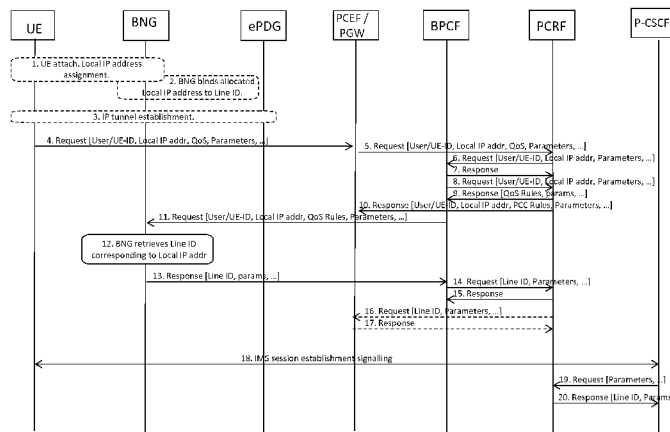 UE
BNG
ePDG
PCEF /
PGW
BPCF
PCRF
P-CSCF
1. UE attach. Local IP address
assignment.
2. BNG binds allocated
Local IP address to Line ID.
3. IP tunnel establishment.
4. Request [User/UE-ID, Local IP addr, QoS, Parameters, ...]
5. Request [User/UE-ID, Local IP addr, QoS, Parameters, ...]
6. Request [User/UE-ID, Local IP addr, Parameters, ...]
7. Response
8. Request [User/UE-ID, Local IP addr, Parameters, ...]
9. Response [QoS Rules, params, ...]
10. Response [User/UE-ID, Local IP addr, PCC Rules, Parameters, ...]
11. Request [User/UE-ID, Local IP addr, QoS Rules, Parameters, ...]
12. BNG retrieves Line ID
corresponding to Local IP addr
13. Response [Line ID, params, ...]
14. Request [Line ID, Parameters, ...]
15. Response
16. Request [Line ID, Parameters, ...]
17. Response
18. IMS session establishment signalling
19. Request [Parameters, ...]
20. Response [Line ID, Params